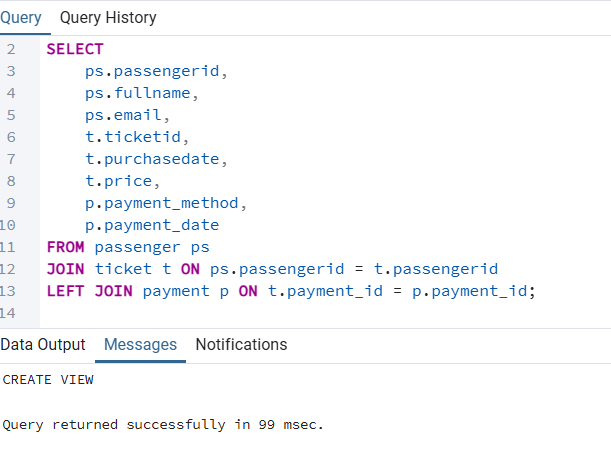 Query Query History
2 SELECT
3 ps.passengerid,
4 ps.fullname,
5 ps.email,
6 t.ticketid,
7 t.purchasedate,
8 t.price,
9 p.payment_method,
10 p.payment_date
11 FROM passenger ps
12 JOIN ticket t ON ps.passengerid = t.passengerid
13 LEFT JOIN payment p ON t.payment_id = p.payment_id;
14
Data Output Messages Notifications
CREATE VIEW
Query returned successfully in 99 msec.